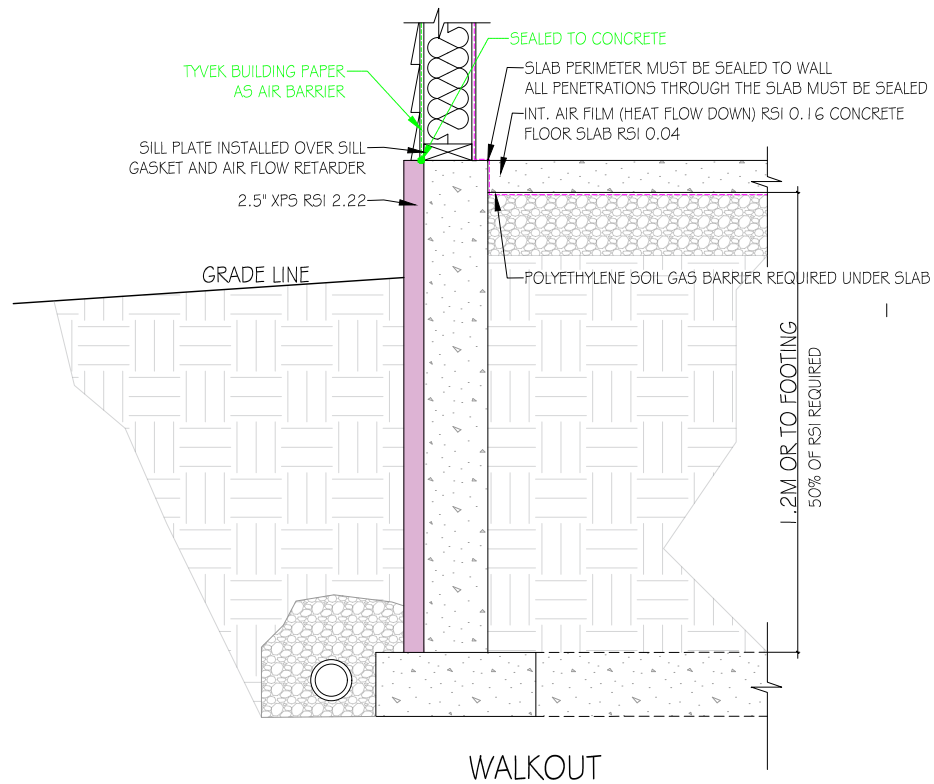 SEALED TO CONCRETE
TYVEK BUILDING PAPER
AS AIR BARRIER
SLAB PERIMETER MUST BE SEALED TO WALL
ALL PENETRATIONS THROUGH THE SLAB MUST BE SEALED
INT. AIR FILM (HEAT FLOW DOWN) RSI 0.16 CONCRETE
FLOOR SLAB RSI 0.04
SILL PLATE INSTALLED OVER SILL
GASKET AND AIR FLOW RETARDER
2.5" XPS RSI 2.22
GRADE LINE
POLYETHYLENE SOIL GAS BARRIER REQUIRED UNDER SLAB
1.2M OR TO FOOTING
50% OF RSI REQUIRED
WALKOUT